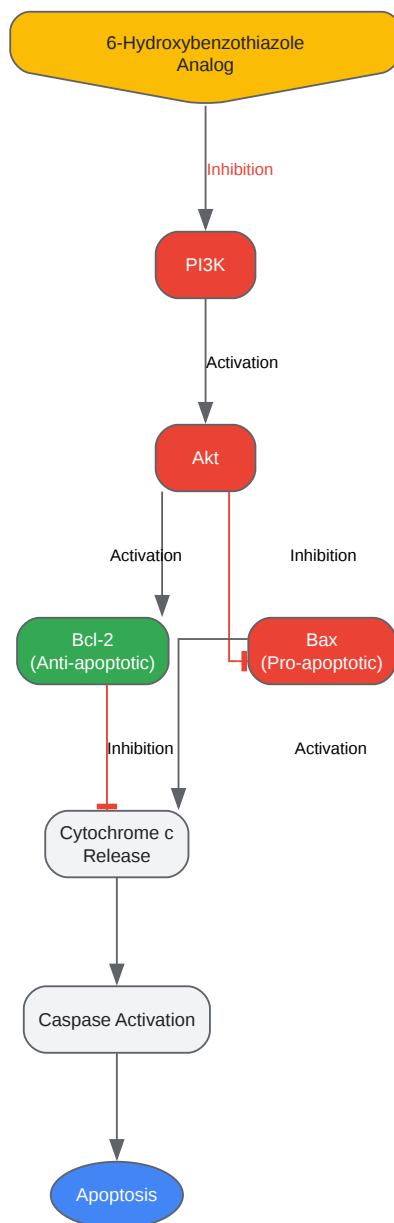 6-Hydroxybenzothiazole
Analog
Inhibition
PI3K
Activation
Akt
Activation
Inhibition
Bcl-2
(Anti-apoptotic)
Bax
(Pro-apoptotic)
Inhibition
Activation
Cytochrome c
Release
Caspase Activation
Apoptosis